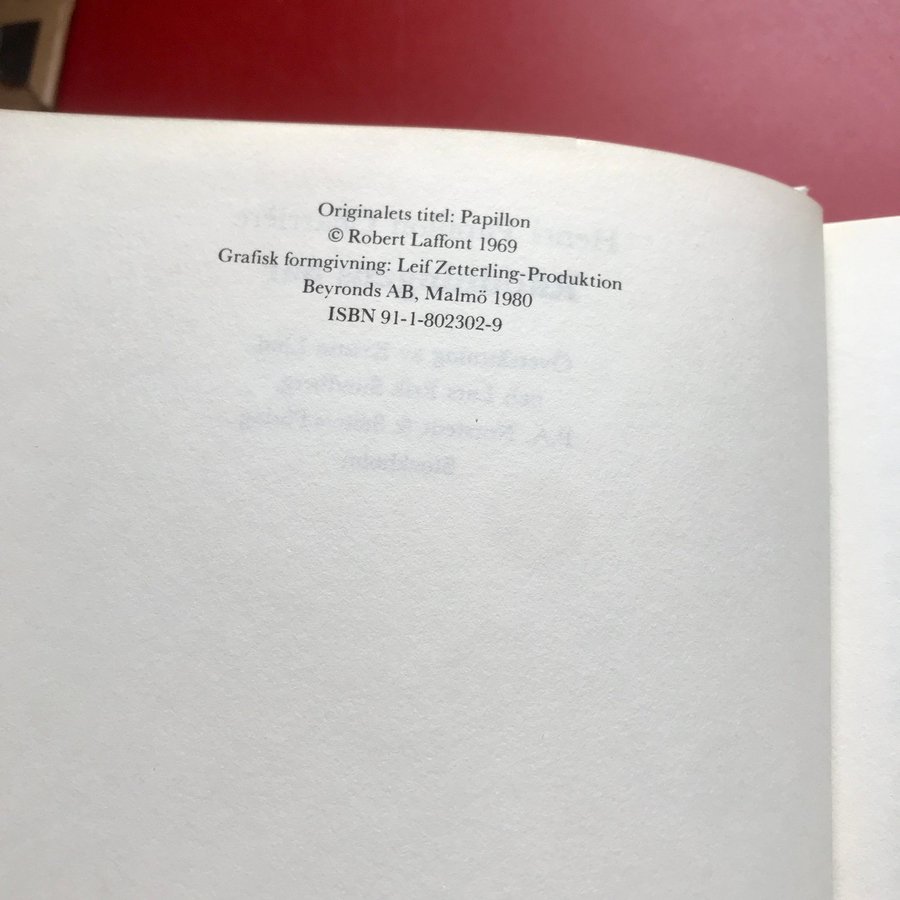 Originalets titel: Papillon
© Robert Laffont 1969
Grafisk formgivning: Leif Zetterling-Produktion
Beyronds AB, Malmö 1980
ISBN 91-1-802302-9